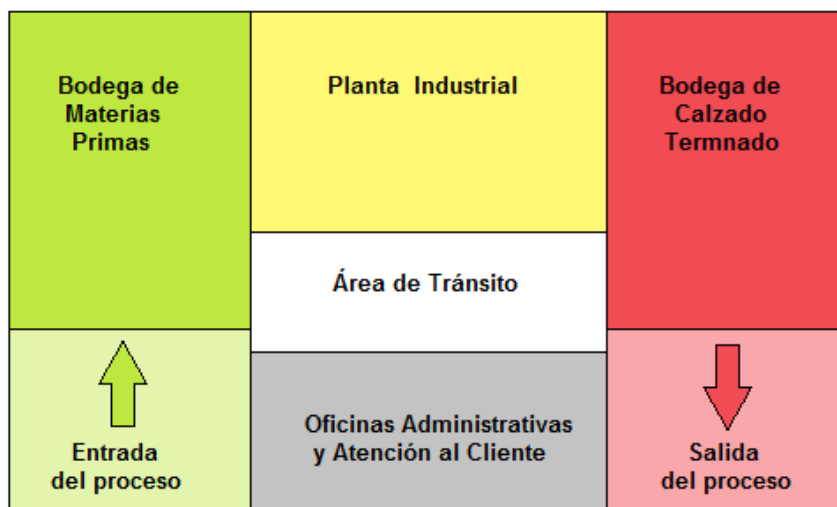 Bodega de
Materias
Primas
Planta Industrial
Bodega de
Calzado
Termnado
Área de Tránsito
Entrada
del proceso
Oficinas Administrativas
y Atención al Cliente
Salida
del proceso